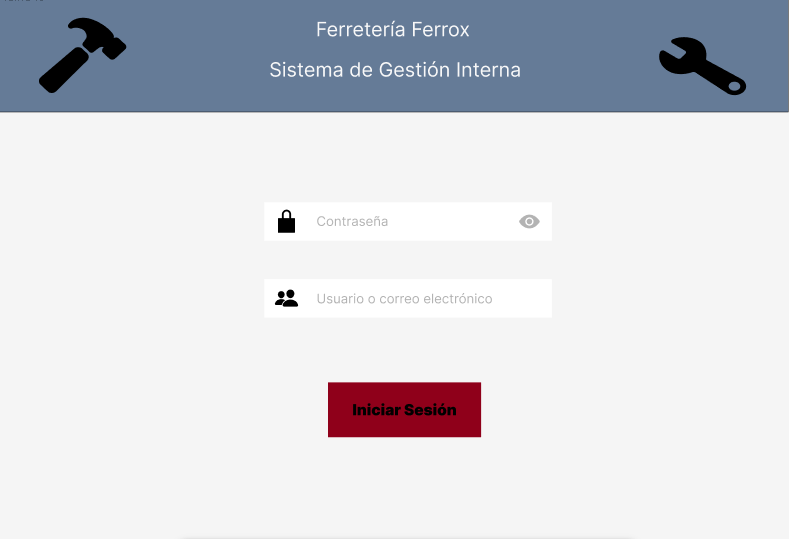 Ferretería Ferrox
Sistema de Gestión Interna
Contraseña
Usuario o correo electrónico
Iniciar Sesión